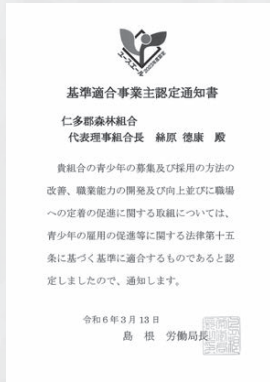 ユースエール
基準適合事業主認定通知書
仁多郡森林組合
代表理事組合長 絲原 德康 殿
貴組合の青少年の募集及び採用の方法の
改善、職業能力の開発及び向上並びに職場
への定着の促進に関する取組については、
青少年の雇用の促進等に関する法律第十五
条に基づく基準に適合するものであると認
定しましたので、通知します。
令和6年3月13日
島 根 労働局長